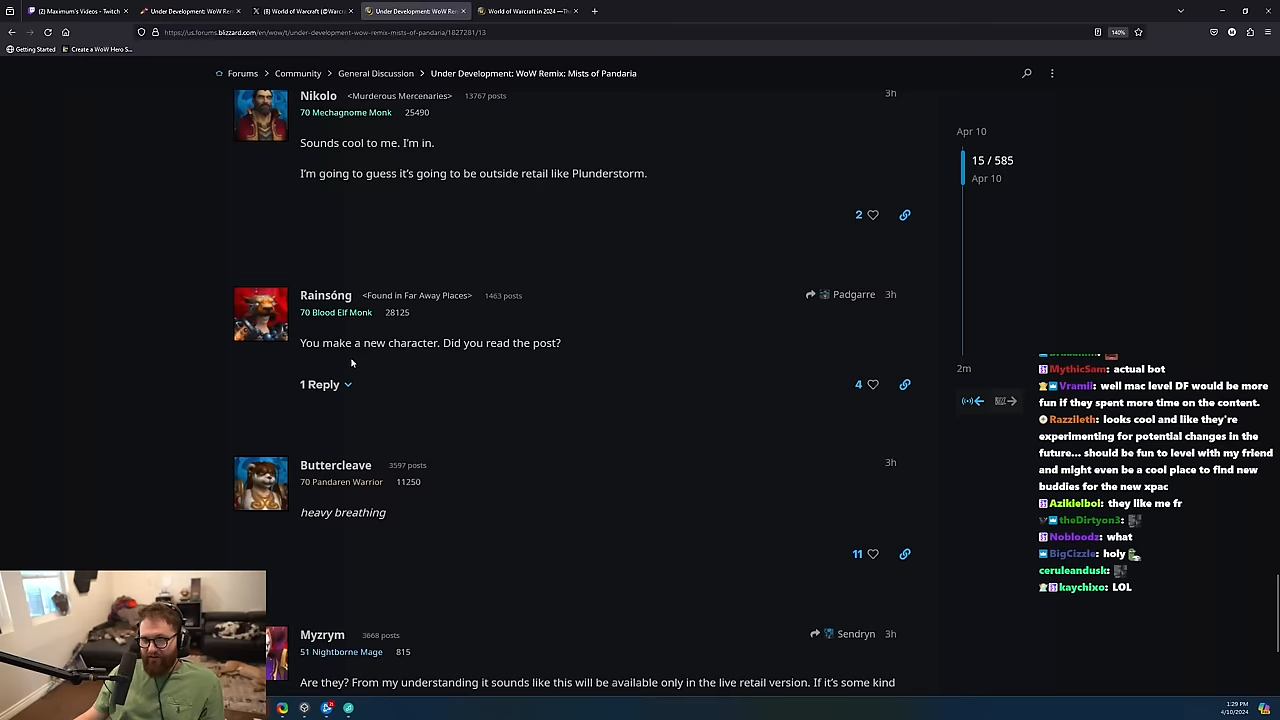 (2) Maximum's Videos - Twitch
Under Development: WoW Rem
(8) World of Warcraft (@Warcra
Under Development: WoW Rem
World of Warcraft in 2024 —The
https://us.forums.blizzard.com/en/wow/t/under-development-wow-remix-mists-of-pandaria/1827281/13
140%
Getting Started
Create a WoW Hero S...
Forums > Community > General Discussion > Under Development: WoW Remix: Mists of Pandaria
Nikolo <Murderous Mercenaries> 13767 posts 3h
70 Mechagnome Monk 25490
Sounds cool to me. I'm in.
I'm going to guess it's going to be outside retail like Plunderstorm.
2
Apr 10
15 / 585
Apr 10
2m
Rainsóng <Found in Far Away Places> 1463 posts Padgarre 3h
70 Blood Elf Monk 28125
You make a new character. Did you read the post?
1 Reply
4
Buttercleave 3597 posts 3h
70 Pandaren Warrior 11250
heavy breathing
11
Myzrym 3668 posts Sendryn 3h
51 Nightborne Mage 815
Are they? From my understanding it sounds like this will be available only in the live retail version. If it's some kind
MythicSam: actual bot
Vramii: well mac level DF would be more
fun if they spent more time on the content.
Razzileth: looks cool and like they're
experimenting for potential changes in the
future... should be fun to level with my friend
and might even be a cool place to find new
buddies for the new xpac
Azlkielbol: they like me fr
theDirtyon3:
Nobloodz: what
BigCizzle: holy
ceruleandusk:
kaychixo: LOL
1:29 PM
4/10/2024